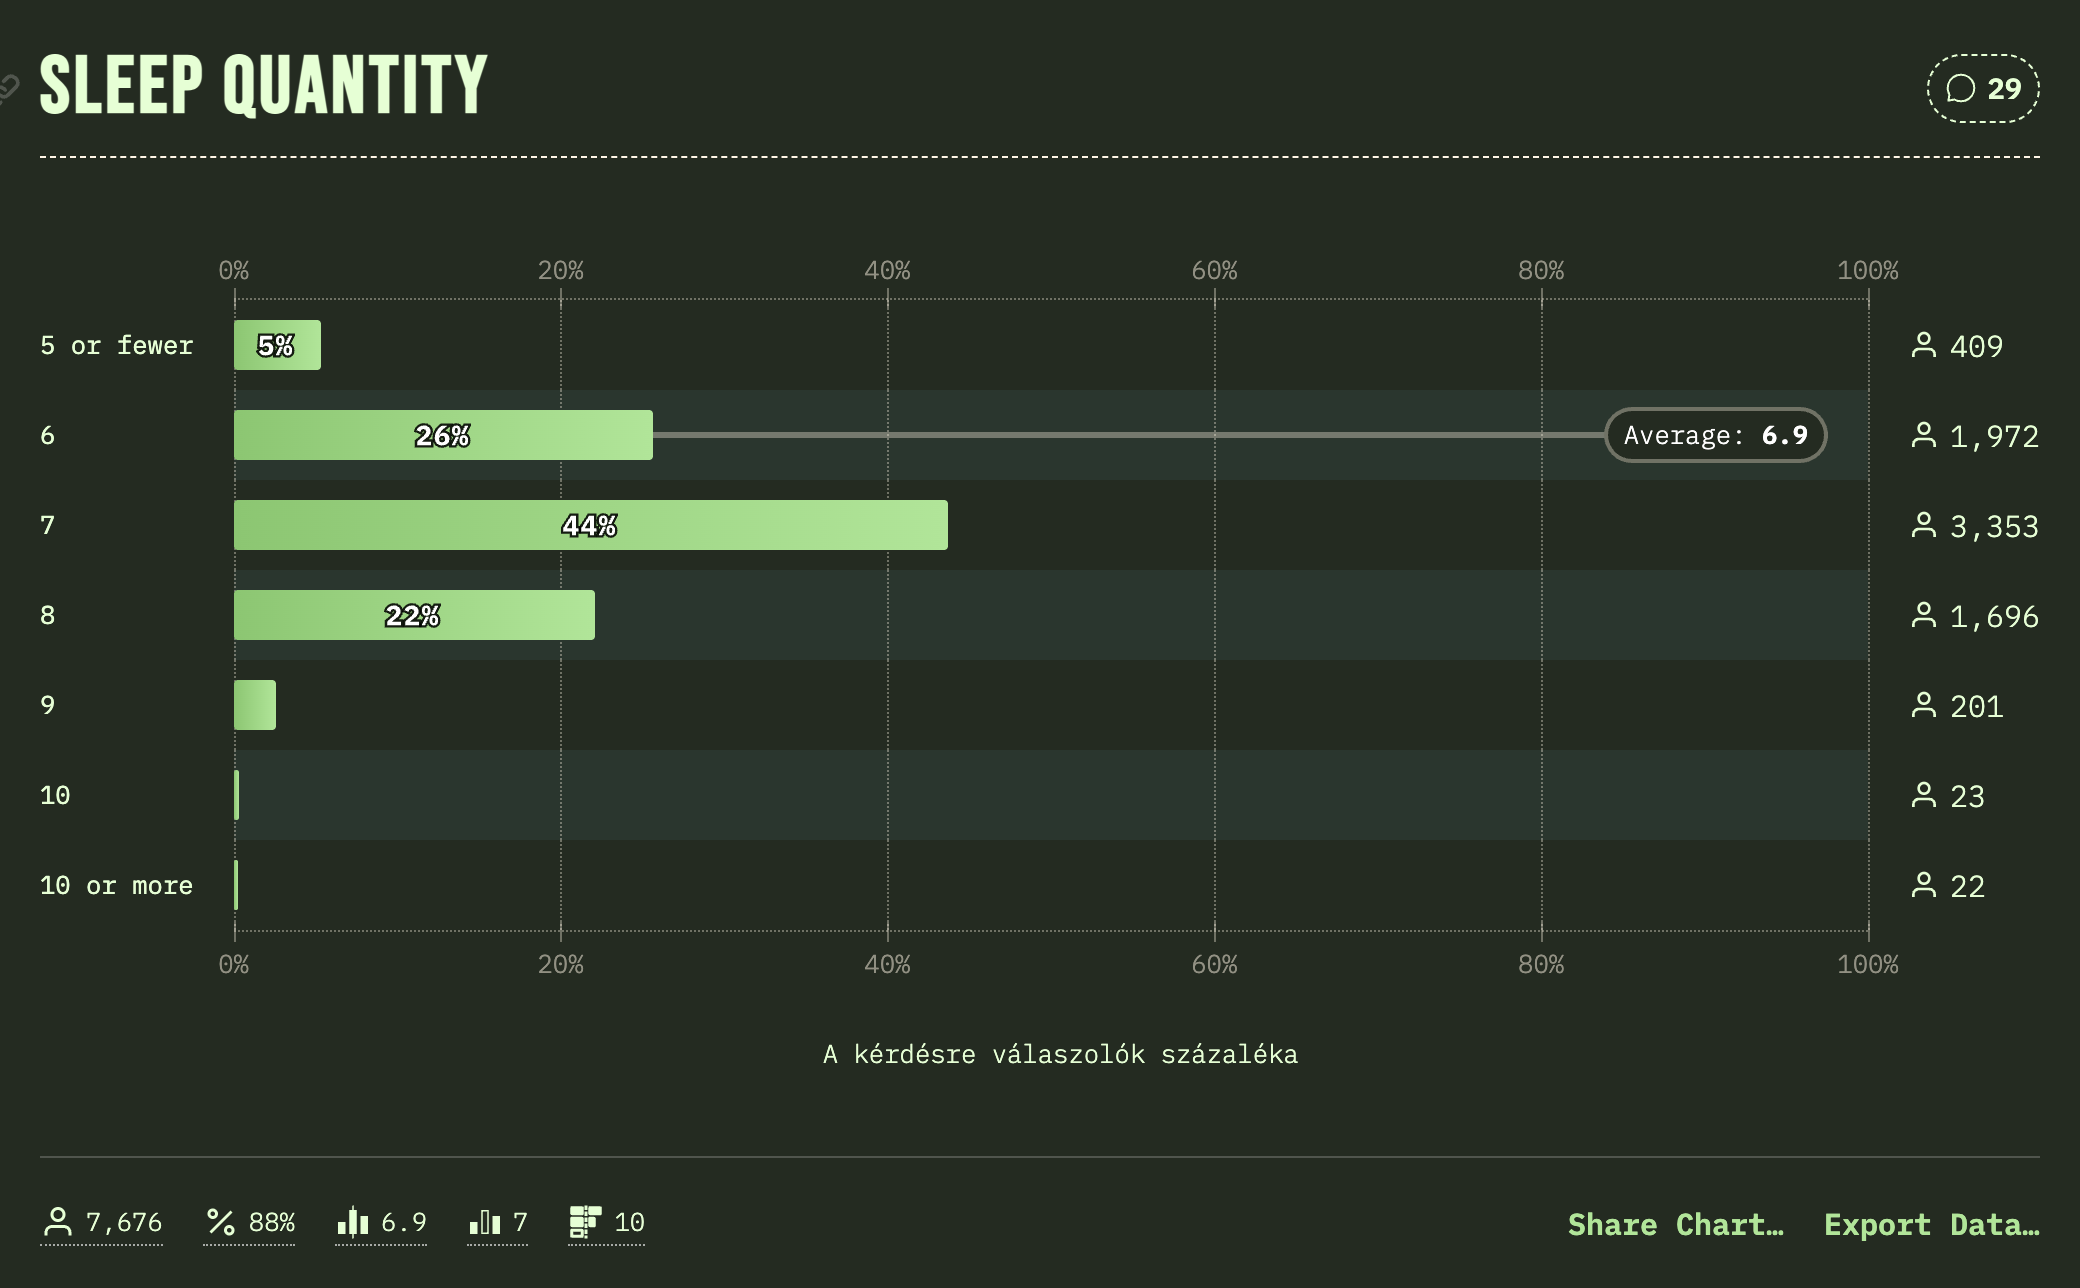 SLEEP QUANTITY
29
0% 20% 40% 60% 80% 100%
5 or fewer 5% 409
6 26% Average: 6.9 1,972
7 44% 3,353
8 22% 1,696
9 201
10 23
10 or more 22
0% 20% 40% 60% 80% 100%
A kérdésre válaszolók százaléka
7,676 88% 6.9 7 10 Share Chart… Export Data…